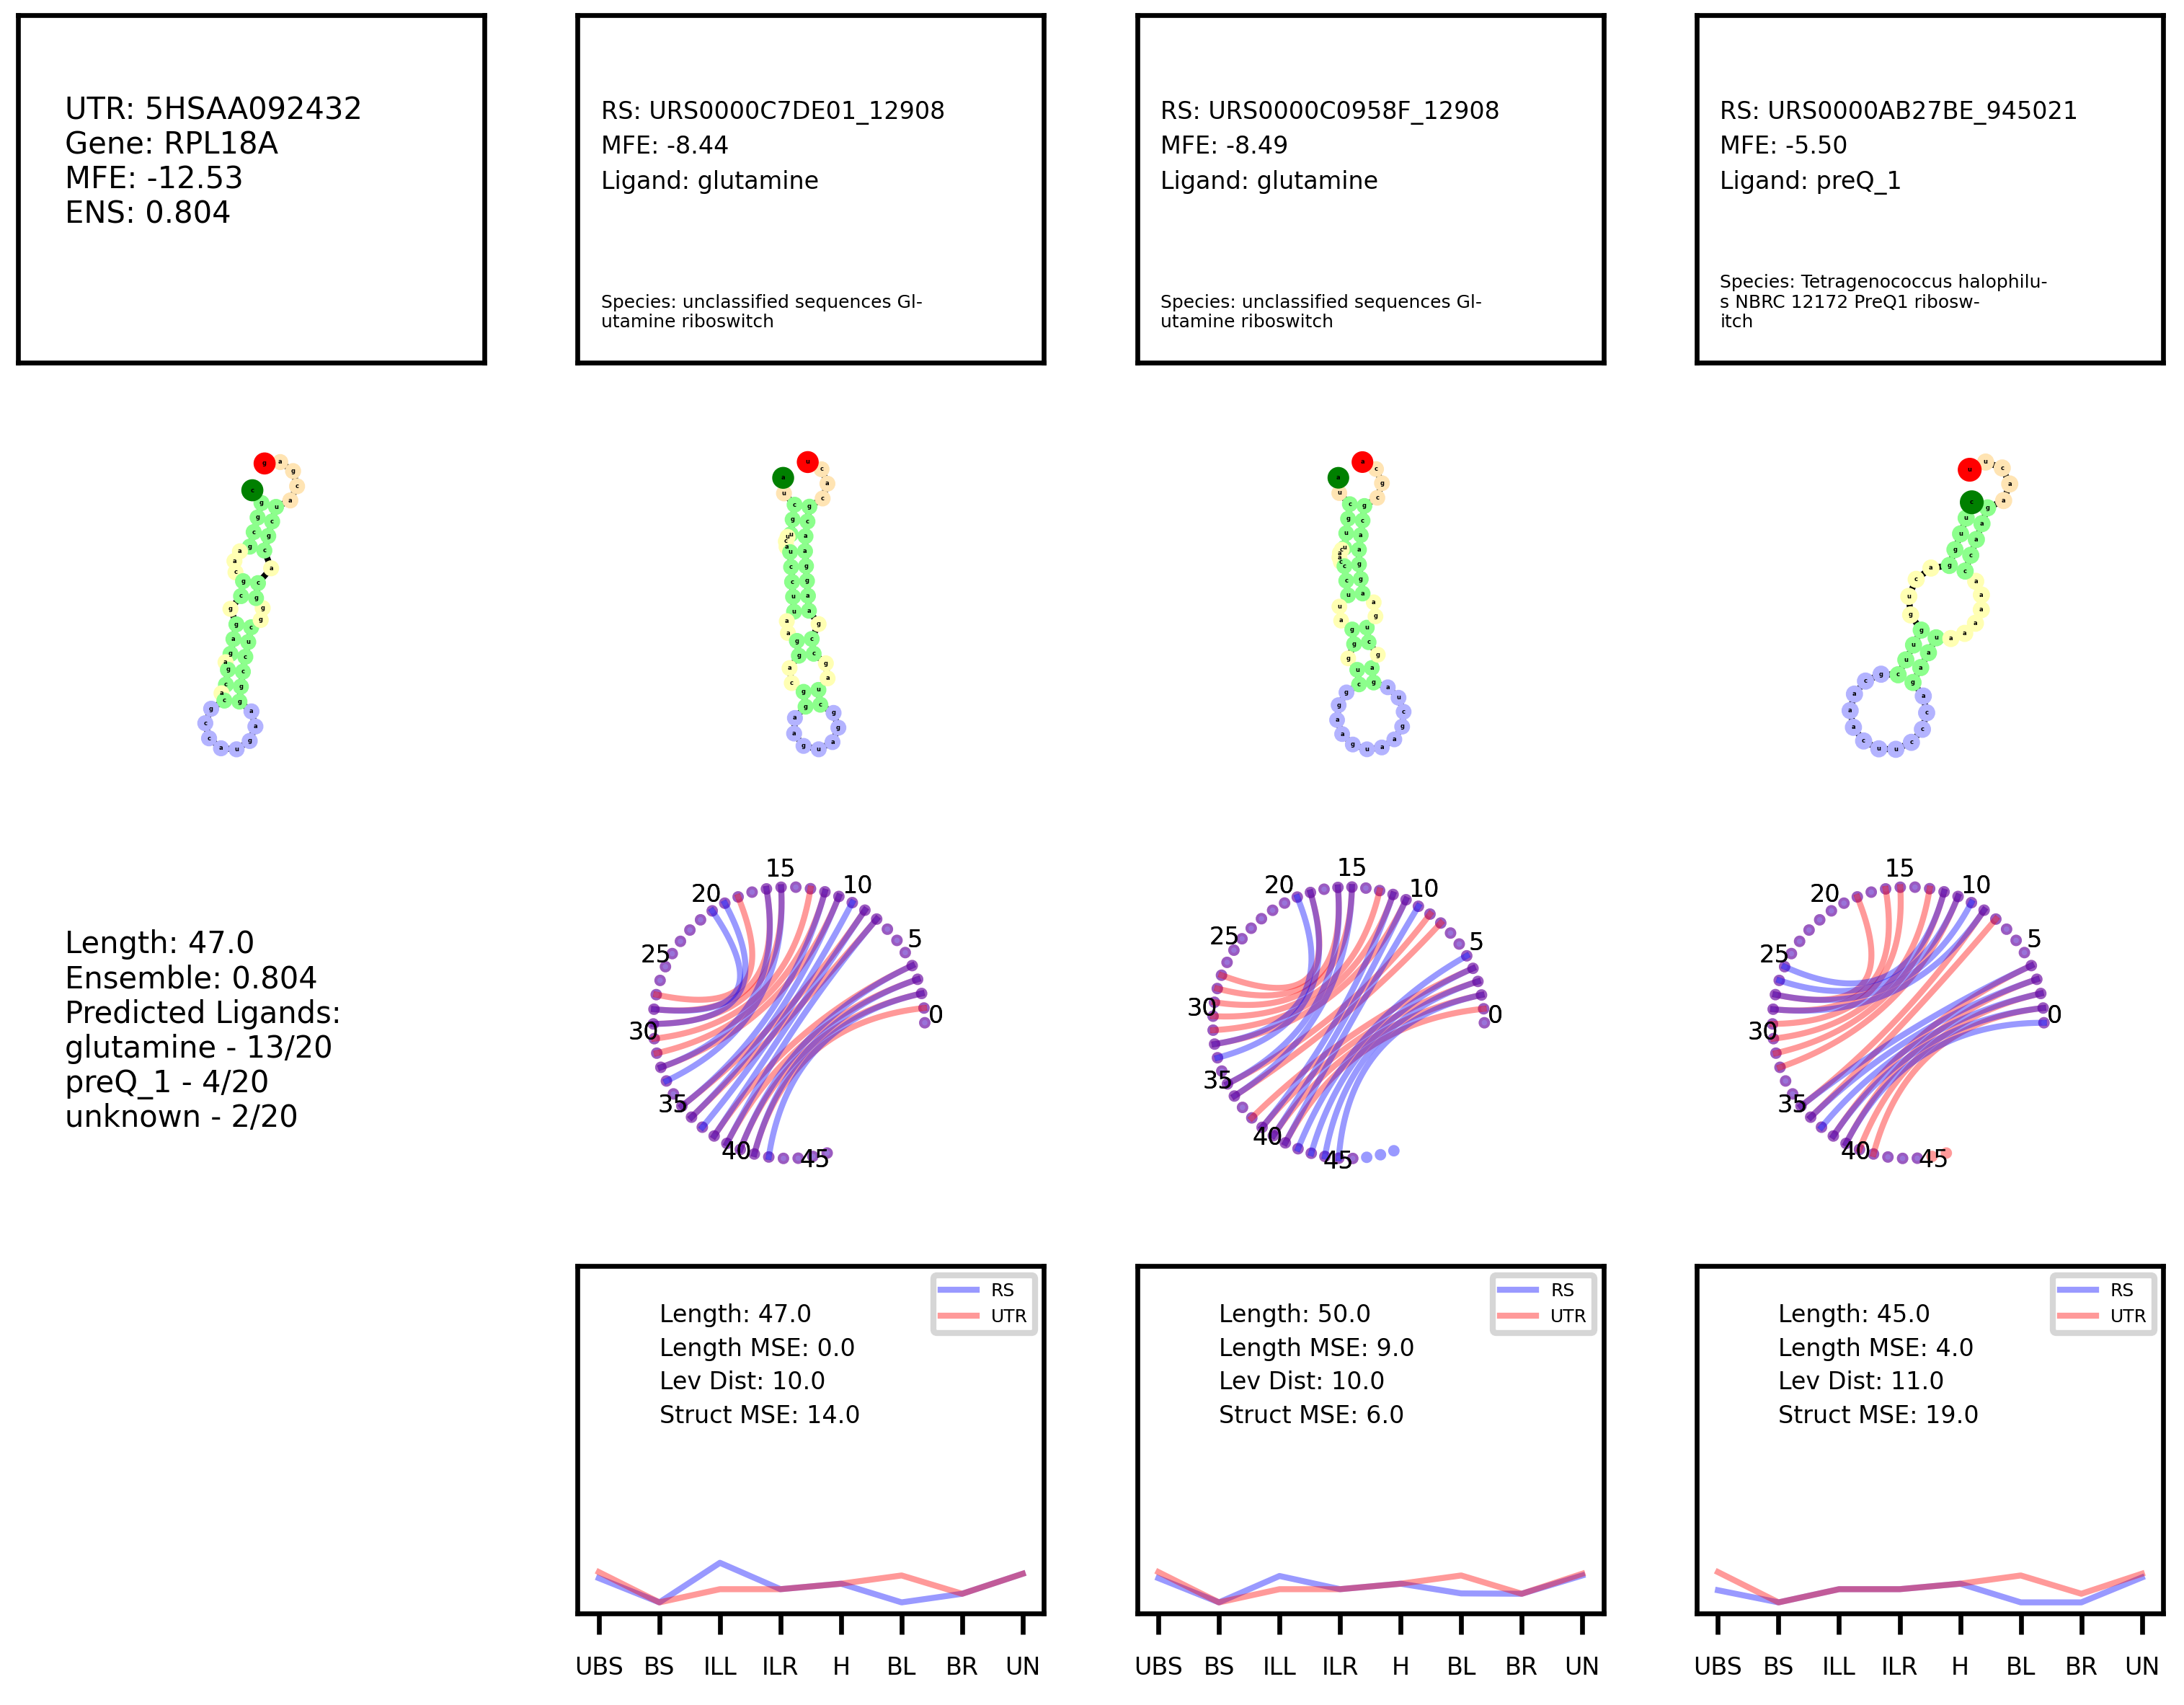 UTR: 5HSAA092432
Gene: RPL18A
MFE: -12.53
ENS: 0.804
RS: URS0000C7DE01_12908
MFE: -8.44
Ligand: glutamine
Species: unclassified sequences Gl-
utamine riboswitch
RS: URS0000C0958F_12908
MFE: -8.49
Ligand: glutamine
Species: unclassified sequences Gl-
utamine riboswitch
RS: URS0000AB27BE_945021
MFE: -5.50
Ligand: preQ_1
Species: Tetragenococcus halophilu-
s NBRC 12172 PreQ1 ribosw-
itch
Length: 47.0
Ensemble: 0.804
Predicted Ligands:
glutamine - 13/20
preQ_1 - 4/20
unknown - 2/20
0
5
10
15
20
25
30
35
40
45
0
5
10
15
20
25
30
35
40
45
0
5
10
15
20
25
30
35
40
45
Length: 47.0
Length MSE: 0.0
Lev Dist: 10.0
Struct MSE: 14.0
RS
UTR
UBS BS ILL ILR H BL BR UN
Length: 50.0
Length MSE: 9.0
Lev Dist: 10.0
Struct MSE: 6.0
RS
UTR
UBS BS ILL ILR H BL BR UN
Length: 45.0
Length MSE: 4.0
Lev Dist: 11.0
Struct MSE: 19.0
RS
UTR
UBS BS ILL ILR H BL BR UN